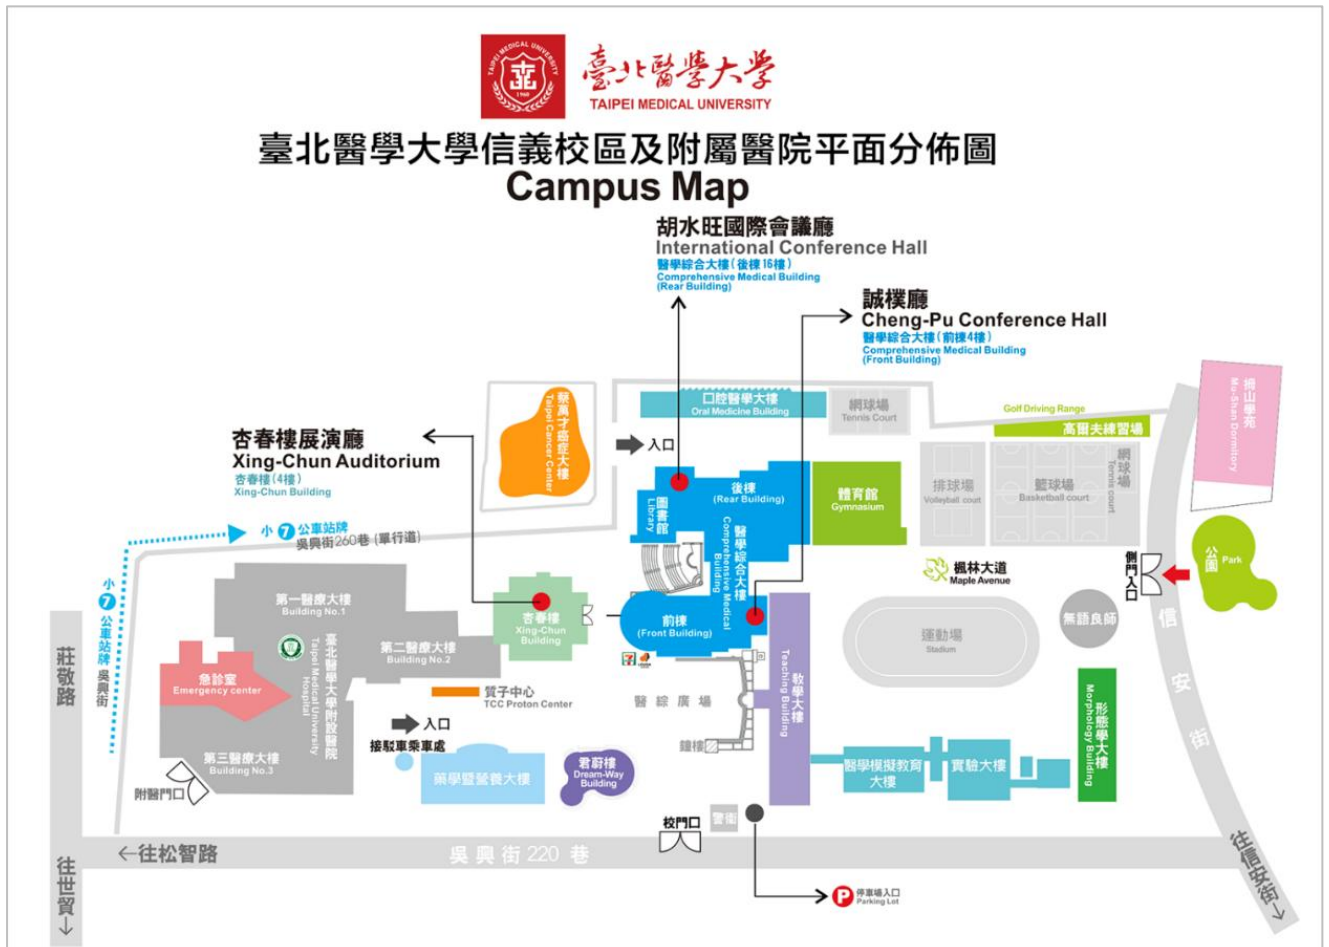 TAIPEI MEDICAL UNIVERSITY
1960
臺北醫學大學
TAIPEI MEDICAL UNIVERSITY
臺北醫學大學信義校區及附屬醫院平面分佈圖
Campus Map
胡水旺國際會議廳
International Conference Hall
醫學綜合大樓(後棟16樓)
Comprehensive Medical Building
(Rear Building)
誠樸廳
Cheng-Pu Conference Hall
醫學綜合大樓(前棟4樓)
Comprehensive Medical Building
(Front Building)
杏春樓展演廳
Xing-Chun Auditorium
杏春樓(4樓)
Xing-Chun Building
蔡萬才癌症大樓
Taipei Cancer Center
入口
口腔醫學大樓
Oral Medicine Building
網球場
Tennis Court
Golf Driving Range
高爾夫練習場
拇山學苑
Mu-Shan Dormitory
後棟
(Rear Building)
圖書館
Library
體育館
Gymnasium
排球場
Volleyball court
籃球場
Basketball court
網球場
Tennis court
小7公車站牌
吳興街260巷(單行道)
小7公車站牌 吳興街
醫學綜合大樓
Comprehensive Medical
Building
楓林大道
Maple Avenue
側門入口
公園
Park
第一醫療大樓
Building No.1
杏春樓
Xing-Chun
Building
前棟
(Front Building)
7
運動場
Stadium
無語良師
信安街
第二醫療大樓
Building No.2
臺北醫學大學附設醫院
Taipei Medical University
Hospital
急診室
Emergency center
質子中心
TCC Proton Center
醫綜廣場
教學大樓
Teaching Building
形態學大樓
Morphology Building
莊敬路
入口
接駁車乘車處
鐘樓
第三醫療大樓
Building No.3
附醫門口
藥學暨營養大樓
君蔚樓
Dream-Way
Building
醫學模擬教育
大樓
實驗大樓
校門口
警衛
←往松智路
吳興街220巷
往世貿↓
往信安街↓
P
停車場入口
Parking Lot